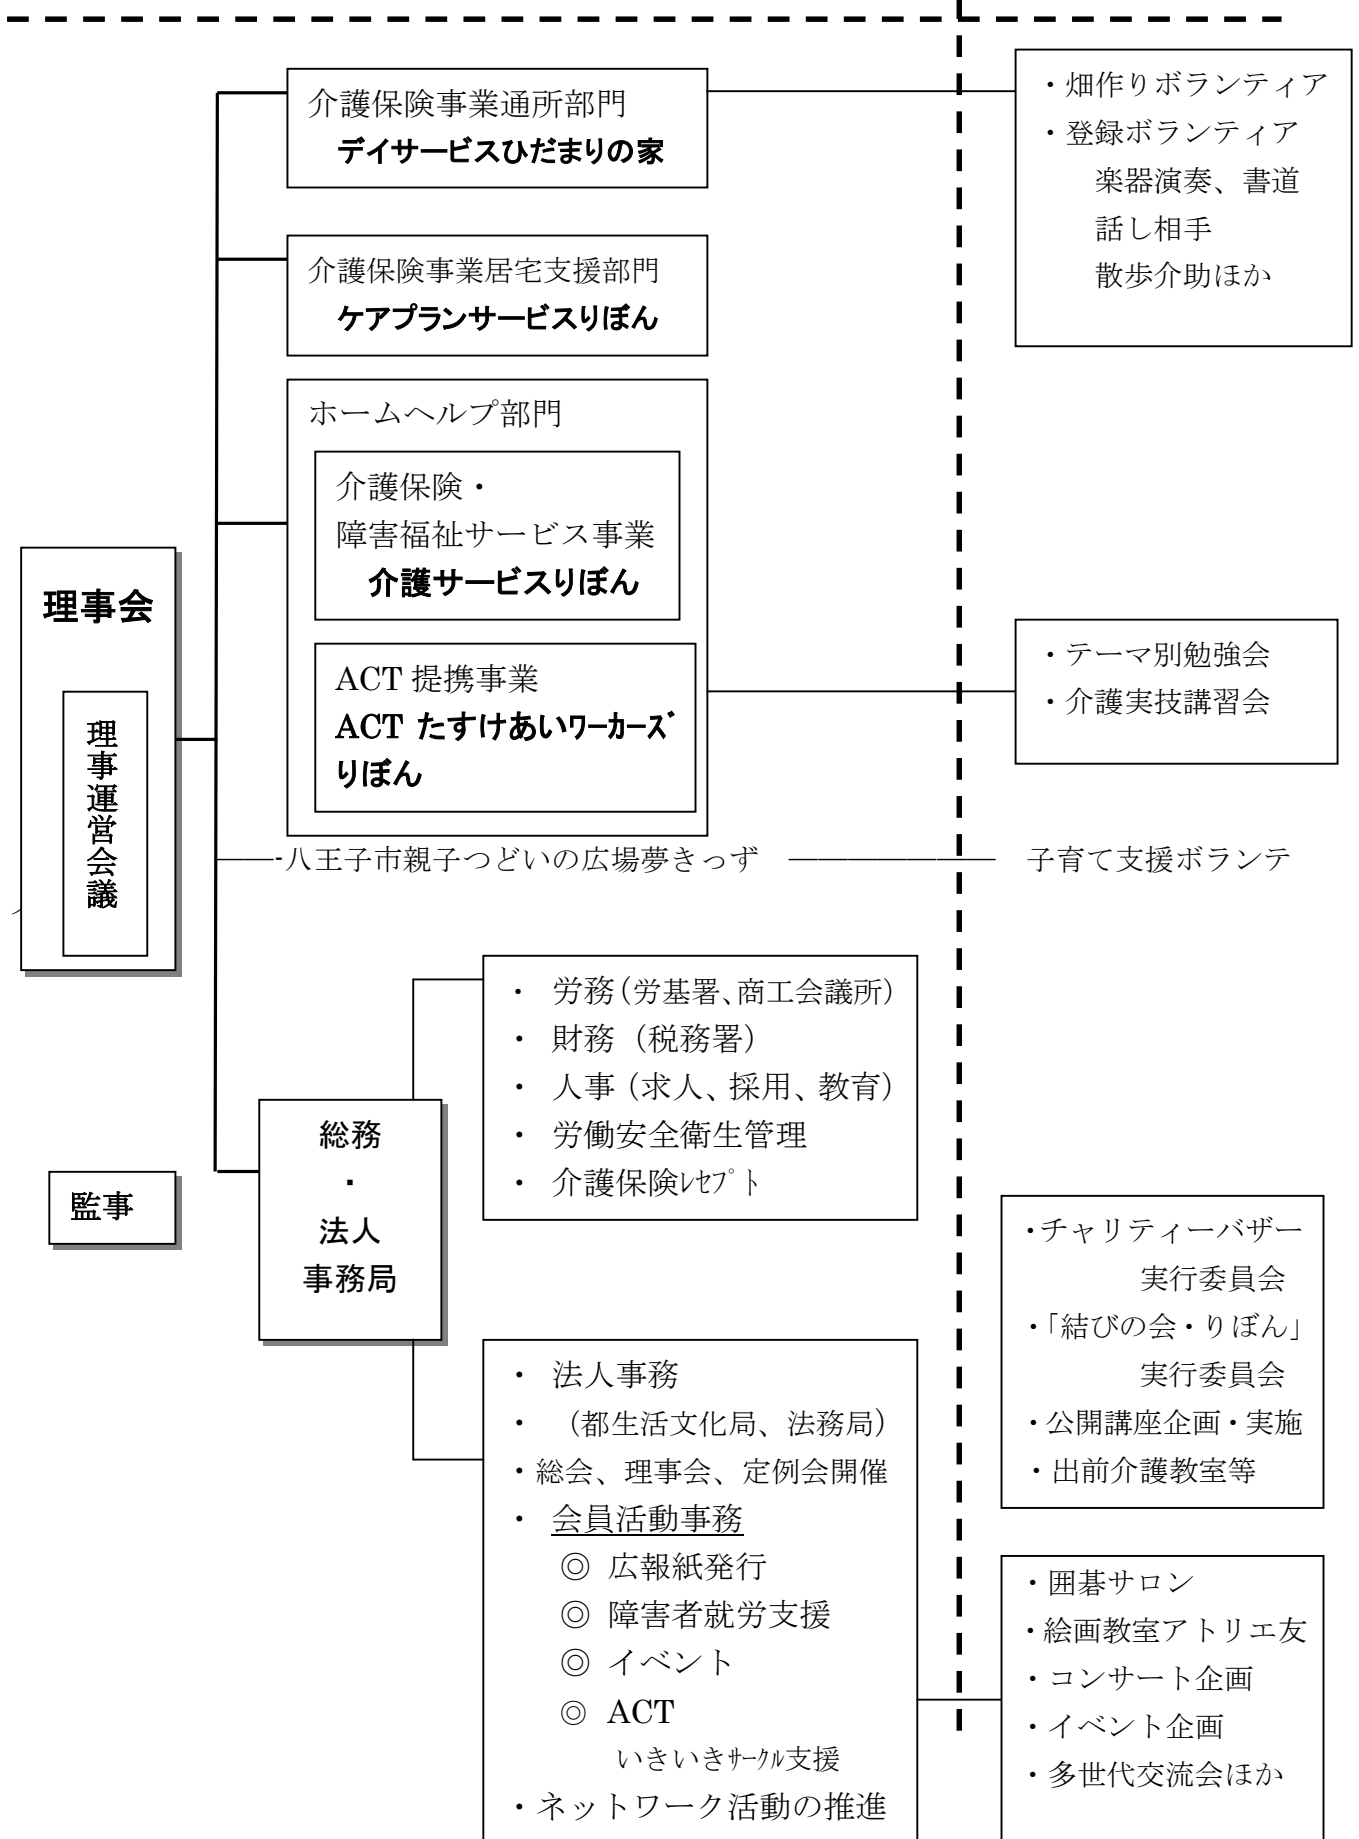 介護保険事業通所部門
デイサービスひだまりの家
・畑作りボランティア
・登録ボランティア
楽器演奏、書道
話し相手
散歩介助ほか
介護保険事業居宅支援部門
ケアプランサービスりぼん
ホームヘルプ部門
介護保険・
障害福祉サービス事業
介護サービスりぼん
ACT 提携事業
ACT たすけあいﾜｰｶｰｽﾞ
りぼん
・テーマ別勉強会
・介護実技講習会
理事会
理事運営会議
八王子市親子つどいの広場夢きっず
子育て支援ボランテ
監事
総務
・
法人
事務局
・ 労務(労基署、商工会議所)
・ 財務（税務署）
・ 人事（求人、採用、教育）
・ 労働安全衛生管理
・ 介護保険ﾚｾﾌﾟﾄ
・ 法人事務
・ （都生活文化局、法務局）
・総会、理事会、定例会開催
・ 会員活動事務
◎ 広報紙発行
◎ 障害者就労支援
◎ イベント
◎ ACT
いきいきｻｰｸﾙ支援
・ネットワーク活動の推進
・チャリティーバザー
実行委員会
・「結びの会・りぼん」
実行委員会
・公開講座企画・実施
・出前介護教室等
・囲碁サロン
・絵画教室アトリエ友
・コンサート企画
・イベント企画
・多世代交流会ほか